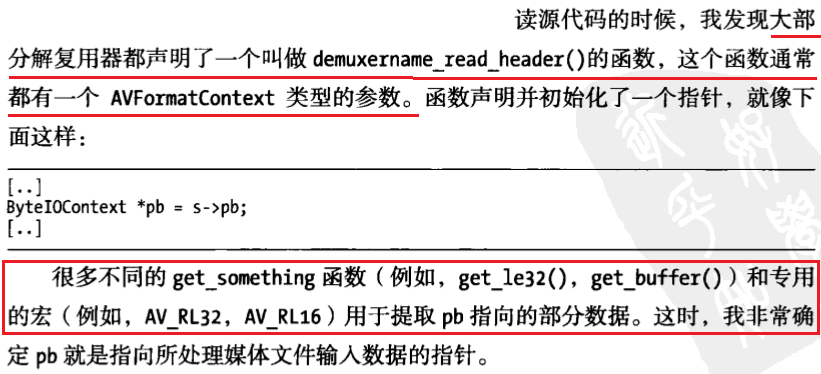 读源代码的时候，我发现大部
分解复用器都声明了一个叫做 demuxername_read_header()的函数，这个函数通常
都有一个 AVFormatContext 类型的参数。函数声明并初始化了一个指针，就像下
面这样：
[..]
ByteIOContext *pb = s->pb;
[..]
很多不同的 get_something 函数（例如，get_le32(), get_buffer()）和专用
的宏（例如，AV_RL32, AV_RL16）用于提取 pb 指向的部分数据。这时，我非常确
定 pb 就是指向所处理媒体文件输入数据的指针。